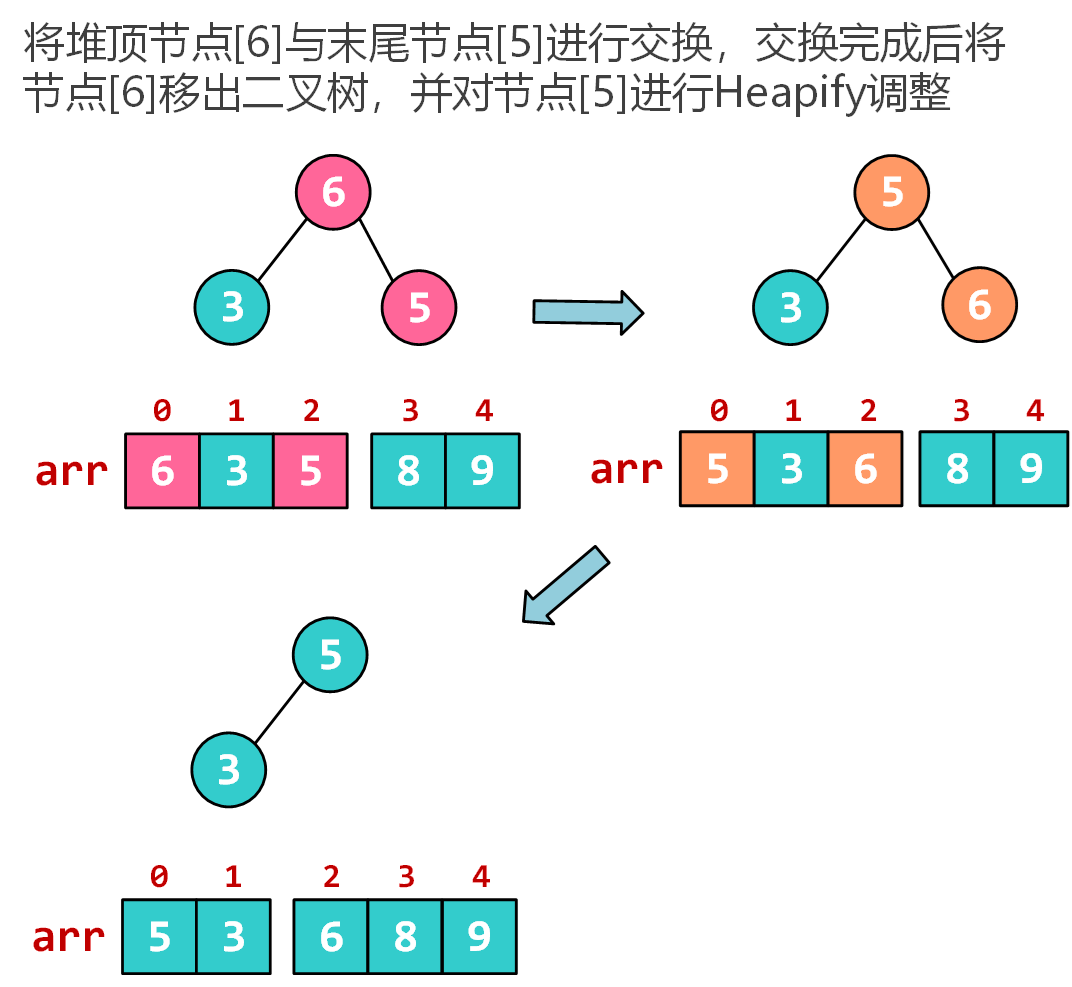 将堆顶节点[6]与末尾节点[5]进行交换，交换完成后将
节点[6]移出二叉树，并对节点[5]进行Heapify调整
6
3 5
5
3 6
0 1 2 3 4
arr 6 3 5 8 9
0 1 2 3 4
arr 5 3 6 8 9
5
3
0 1 2 3 4
arr 5 3 6 8 9